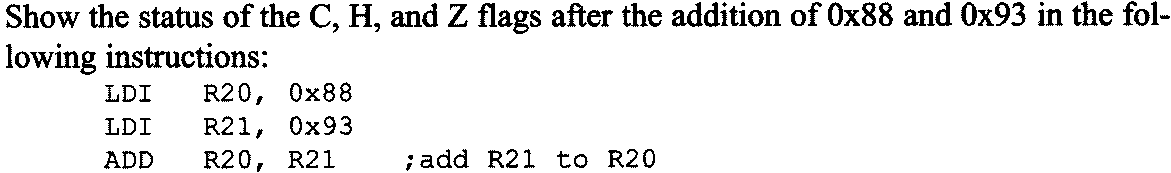 Show the status of the C, H, and Z flags after the addition of 0x88 and 0x93 in the fol-
lowing instructions:
LDI R20, 0x88
LDI R21, 0x93
ADD R20, R21 ;add R21 to R20